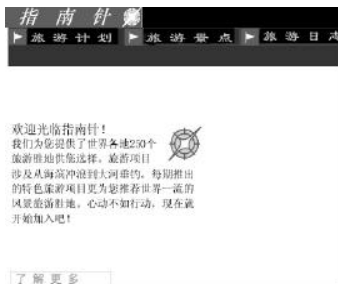 指南针
旅游计划 旅游景点 旅游日志
欢迎光临指南针！
我们为您提供了世界各地250个
旅游胜地供您选择。旅游项目
涉及从海滨冲浪到大河垂钓。每期推出
的特色旅游项目更为您推荐世界一流的
风景旅游胜地。心动不如行动，现在就
开始加入吧！
了解更多